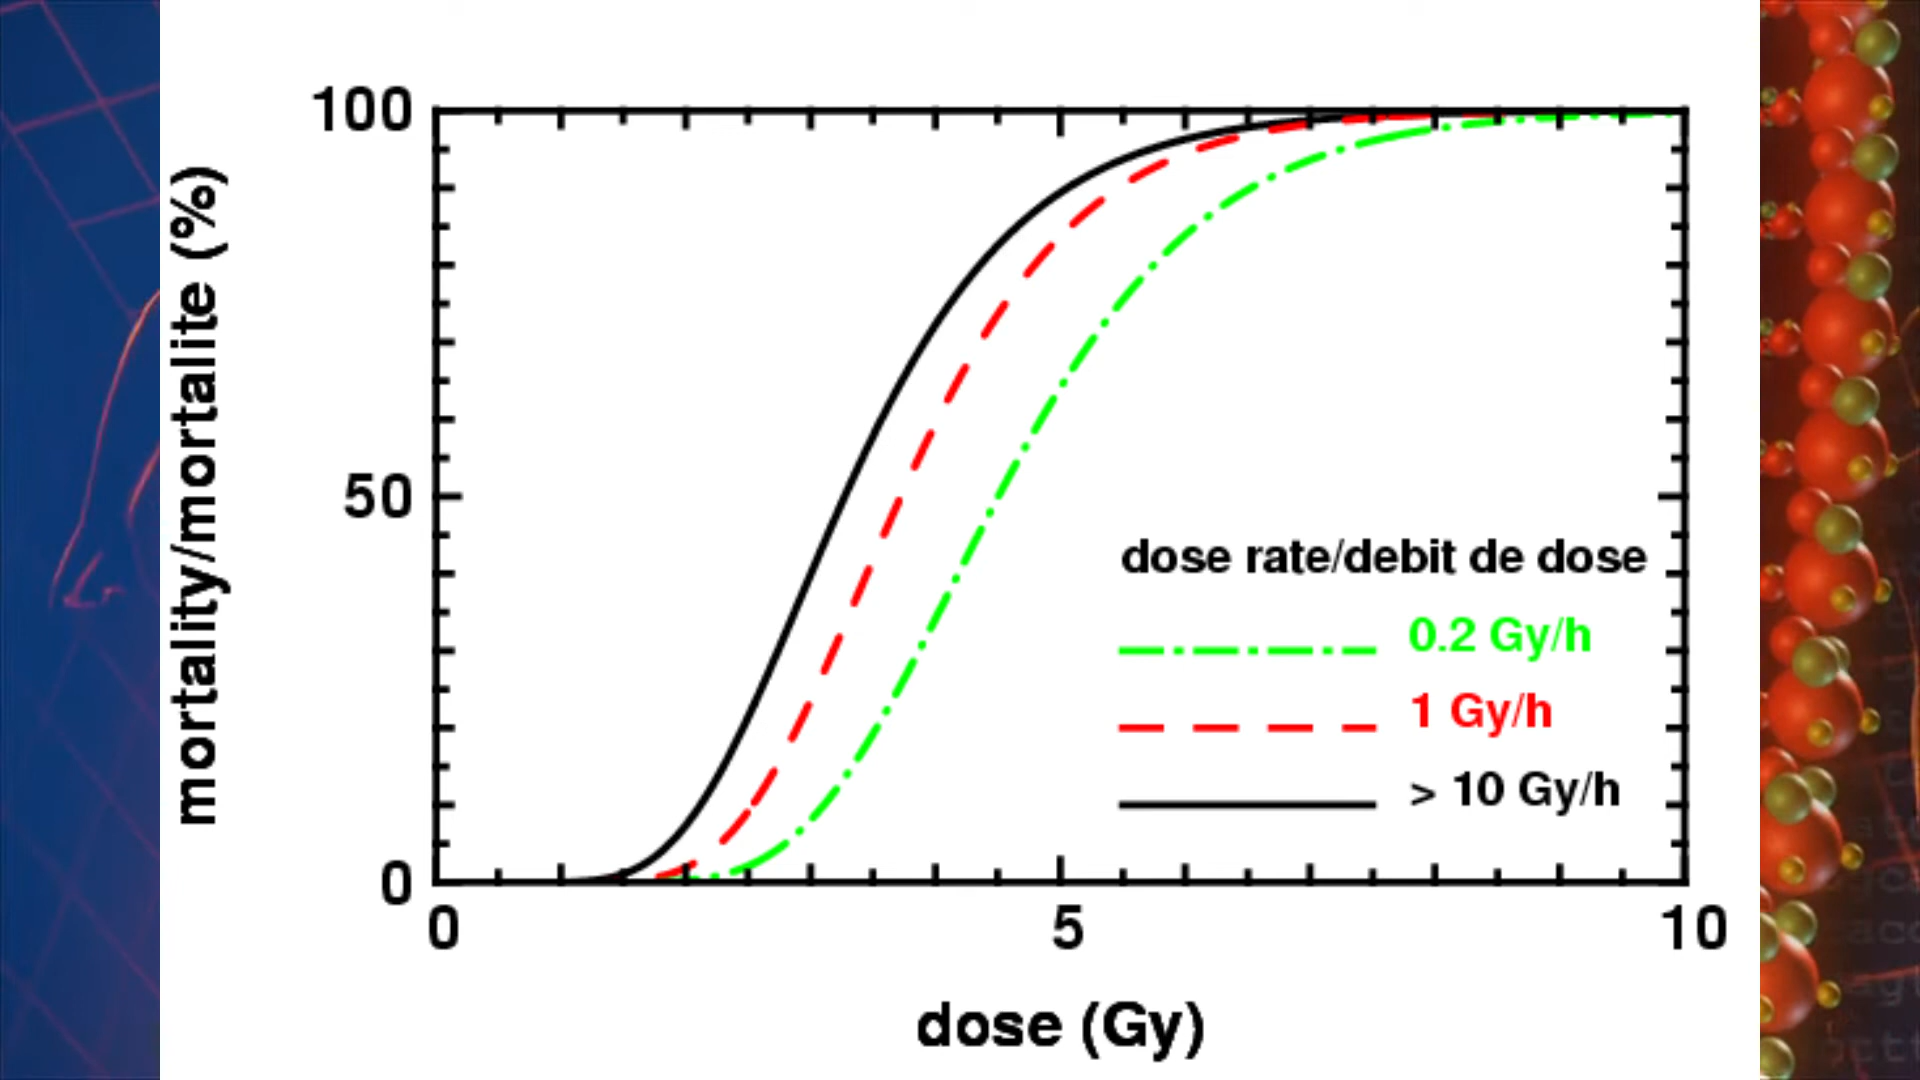 100
50
0
0
5
10
mortality/mortalite (%)
dose (Gy)
dose rate/debit de dose
0.2 Gy/h
1 Gy/h
> 10 Gy/h